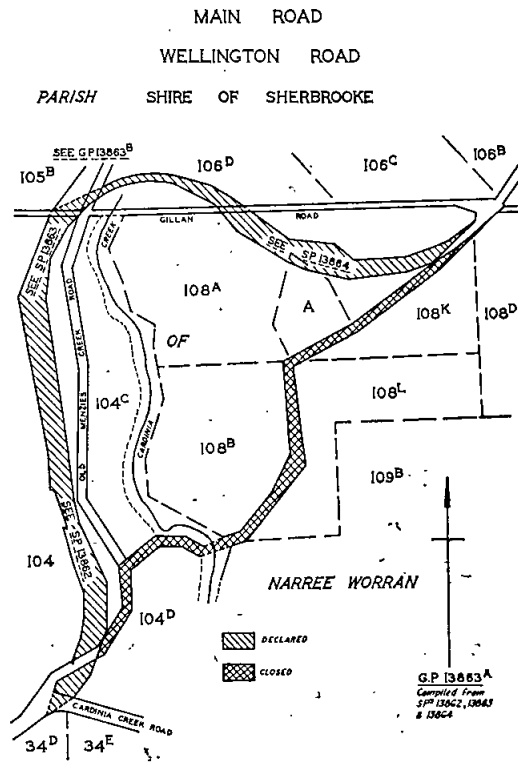 MAIN ROAD
WELLINGTON ROAD
PARISH SHIRE OF SHERBROOKE
SEE G P 13863B
105B
106D
106C
106B
GILLAN ROAD
SEE SP 13863
SEE SP 13864
CREEK
108A
A
108K
108D
OF
OLD MENZIES CREEK ROAD
104C
CARDINIA
108L
108B
109B
104
SEE SP 13862
NARREE WORRAN
104D
DECLARED
CLOSED
G.P 13863A
Compiled from
SPs 13862, 13863
& 13864
CARDINIA CREEK ROAD
34D
34E